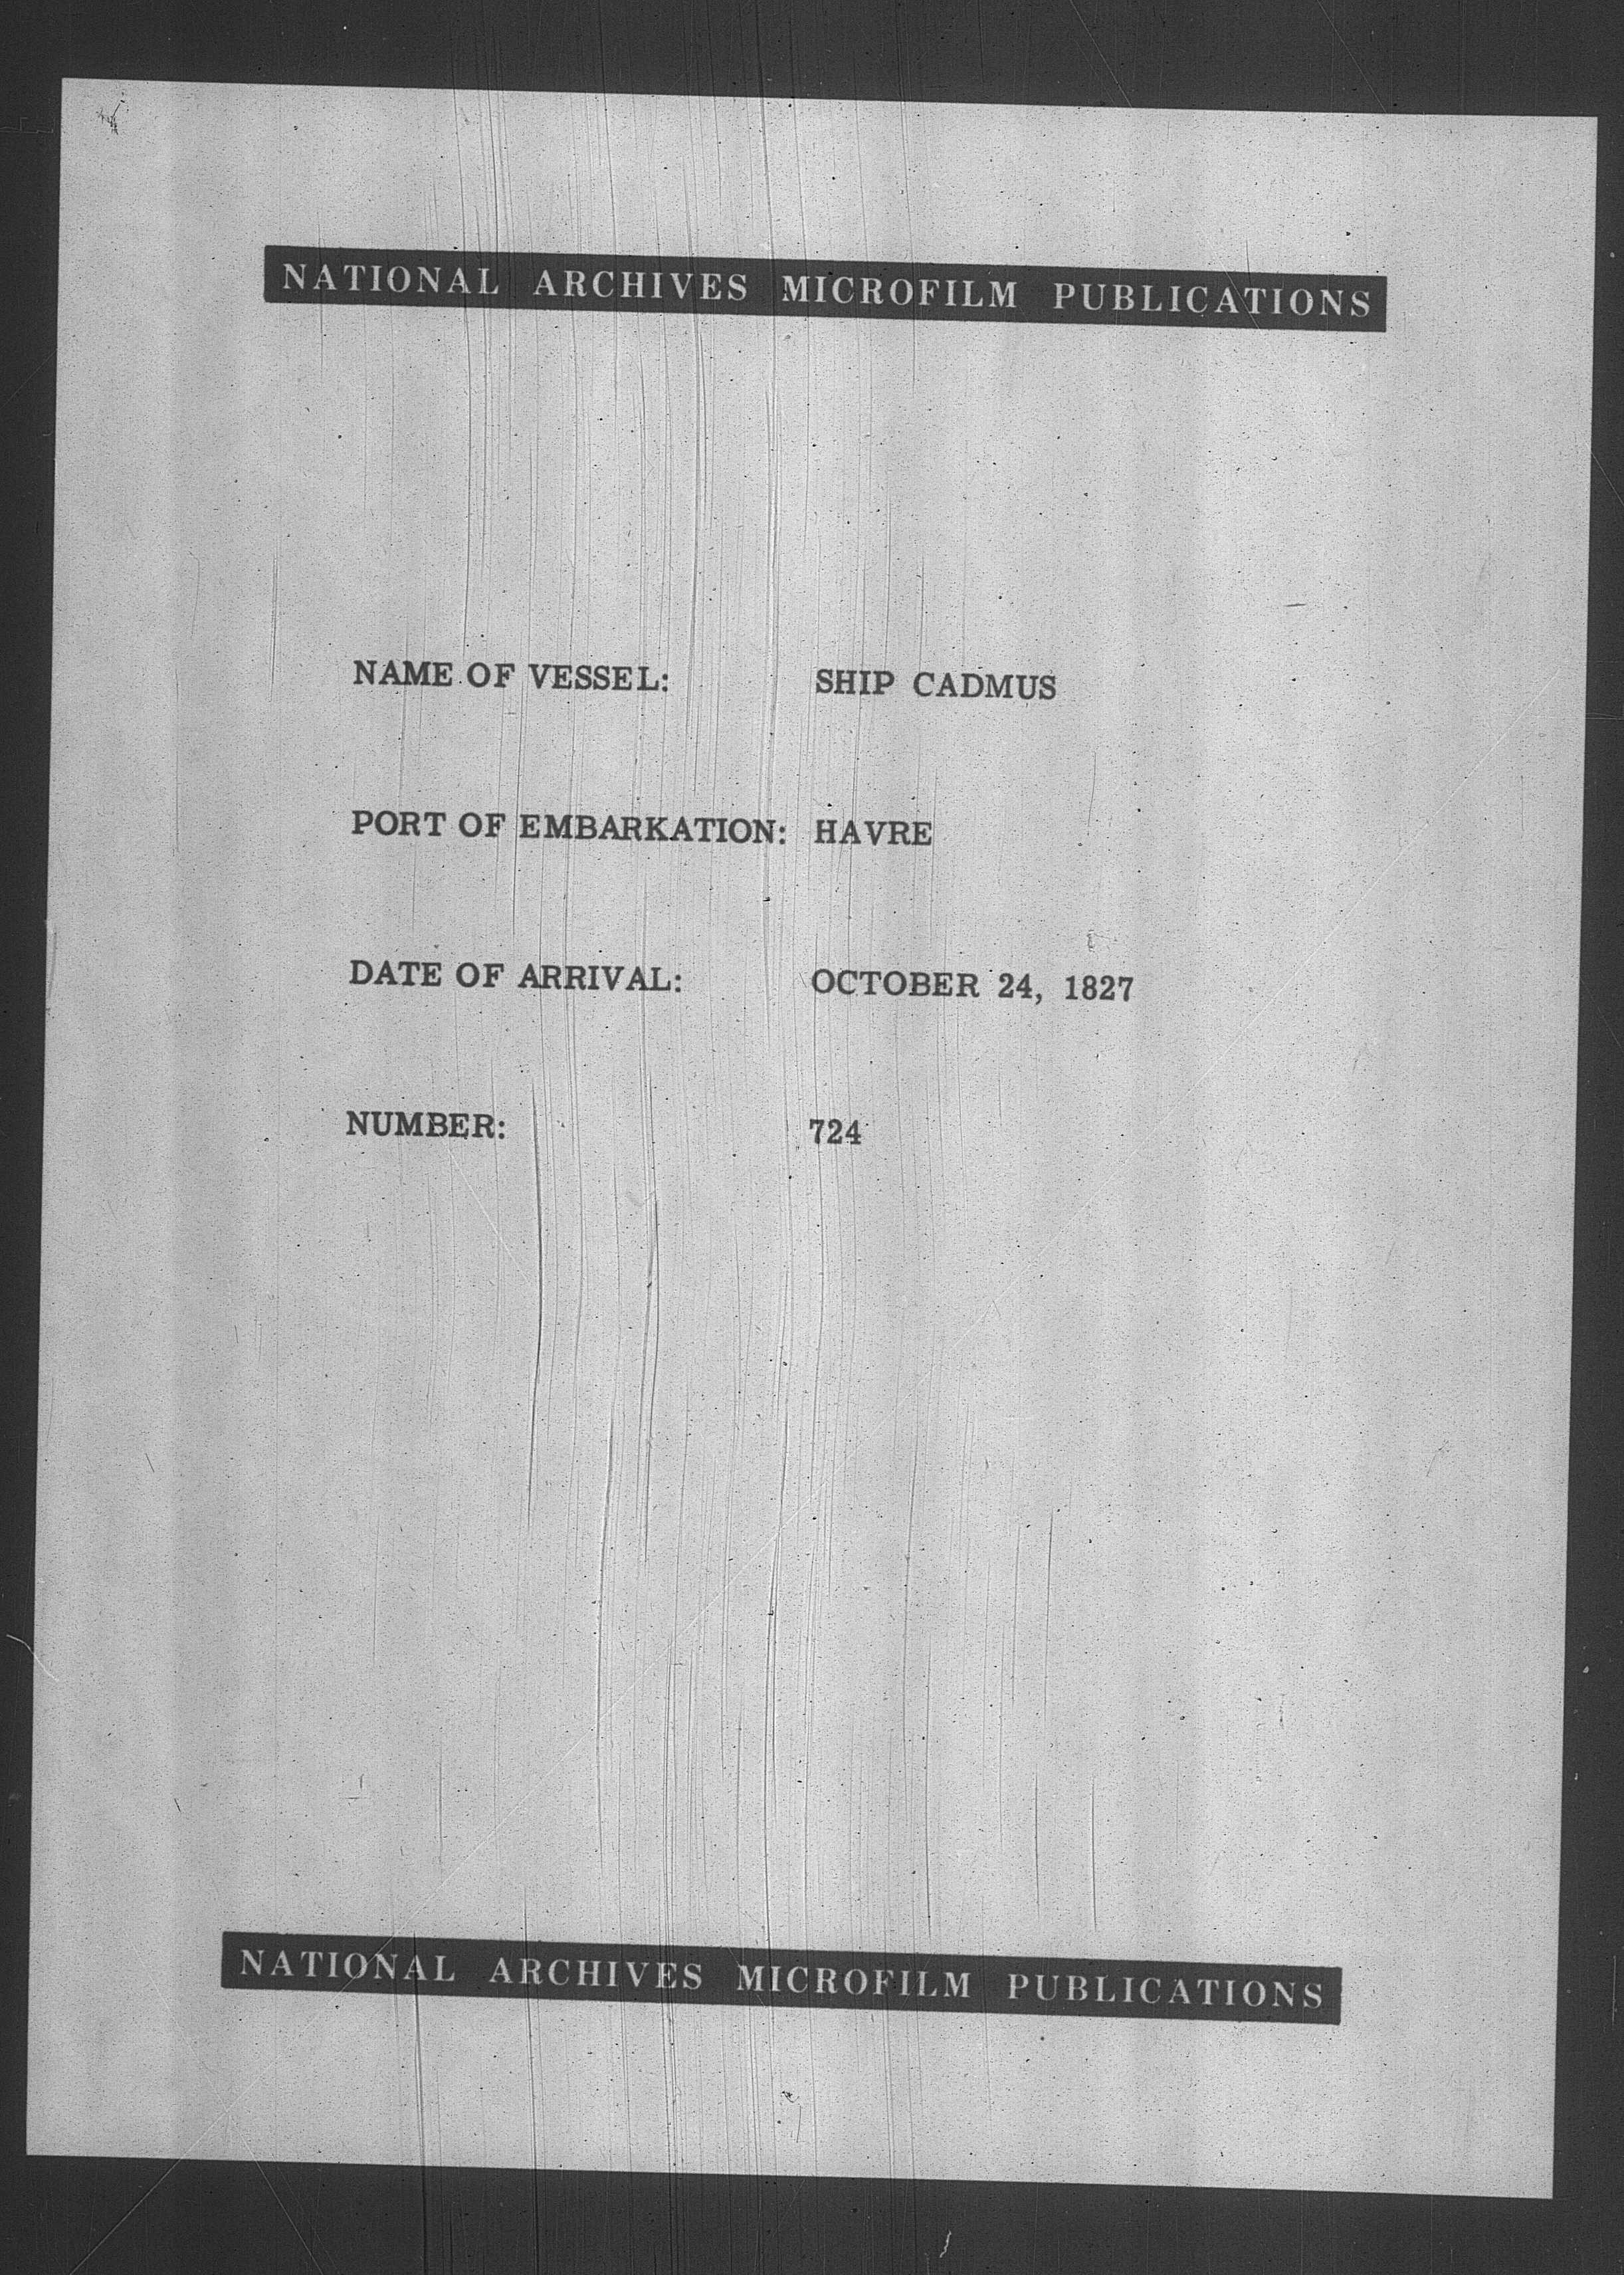 NATIONAL ARCHIVES MICROFILM PUBLICATIONS
NAME OF VESSEL: SHIP CADMUS
PORT OF EMBARKATION: HAVRE
DATE OF ARRIVAL: OCTOBER 24, 1827
NUMBER: 724
NATIONAL ARCHIVES MICROFILM PUBLICATIONS